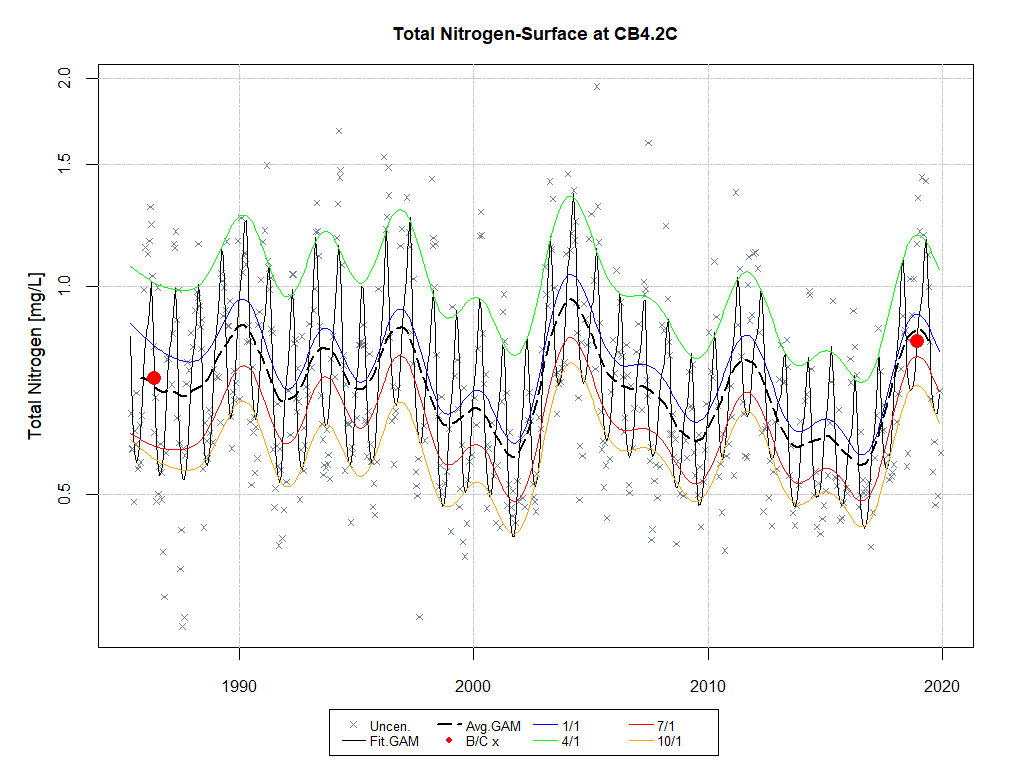 Total Nitrogen-Surface at CB4.2C
Total Nitrogen [mg/L]
2.0
1.5
1.0
0.5
1990 2000 2010 2020
Uncen. Avg.GAM 1/1 7/1
Fit.GAM B/C x 4/1 10/1